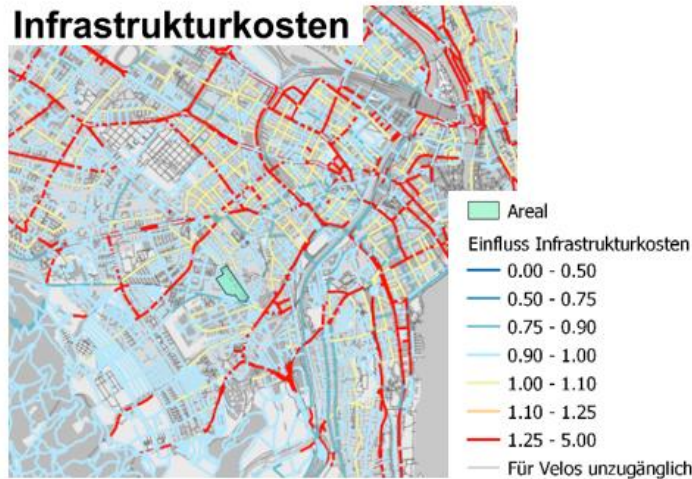 Infrastrukturkosten
Areal
Einfluss Infrastrukturkosten
0.00 - 0.50
0.50 - 0.75
0.75 - 0.90
0.90 - 1.00
1.00 - 1.10
1.10 - 1.25
1.25 - 5.00
Für Velos unzugänglich